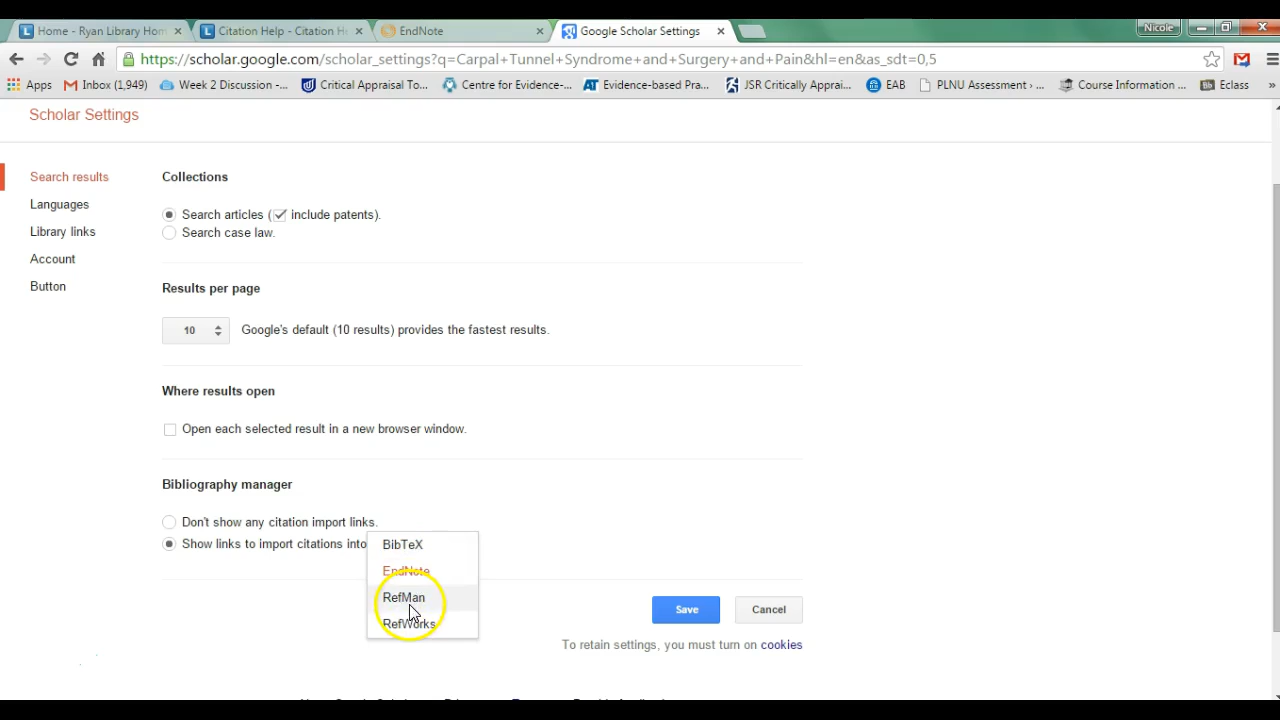 Home - Ryan Library Hom
Citation Help - Citation H
EndNote
Google Scholar Settings
Nicole
https://scholar.google.com/scholar_settings?q=Carpal+Tunnel+Syndrome+and+Surgery+and+Pain&hl=en&as_sdt=0,5
Apps
Inbox (1,949)
Week 2 Discussion -...
Critical Appraisal To...
Centre for Evidence-...
AT Evidence-based Pra...
JSR Critically Apprai...
EAB
PLNU Assessment › ...
Course Information ...
Bb Eclass
»
Scholar Settings
Search results
Languages
Library links
Account
Button
Collections
Search articles ( include patents).
Search case law.
Results per page
10 Google's default (10 results) provides the fastest results.
Where results open
Open each selected result in a new browser window.
Bibliography manager
Don't show any citation import links.
Show links to import citations into
BibTeX
EndNote
RefMan
RefWorks
Save
Cancel
To retain settings, you must turn on cookies